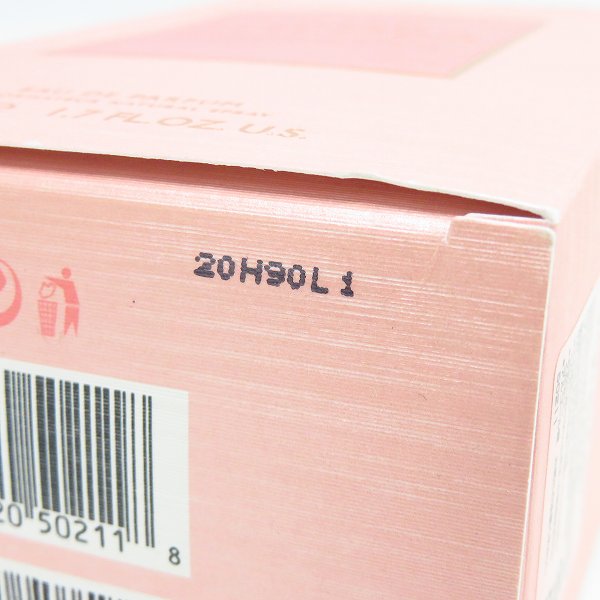 EAU DE PARFUM
1.7 FL.OZ. U.S.
20H90L1
20 50211 8